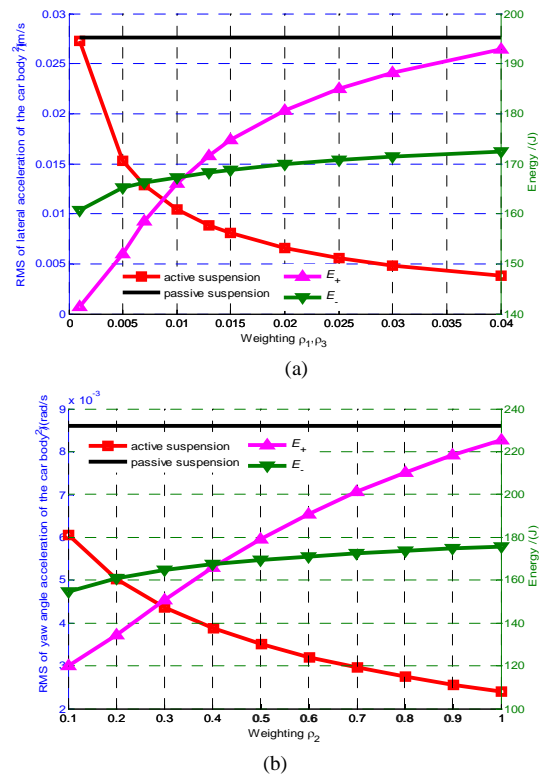 RMS of lateral acceleration of the car body
0.03
0.025
0.02
0.015
0.01
0.005
0
200
190
180
170
160
150
140
Energy /(J)
active suspension
passive suspension
E+
E-
0 0.005 0.01 0.015 0.02 0.025 0.03 0.035 0.04
Weighting ρ1,ρ3
(a)
x 10-3
RMS of yaw angle acceleration of the car body
9
8
7
6
5
4
3
2
240
220
200
180
160
140
120
100
Energy /(J)
active suspension
passive suspension
E+
E-
0.1 0.2 0.3 0.4 0.5 0.6 0.7 0.8 0.9 1
Weighting ρ2
(b)